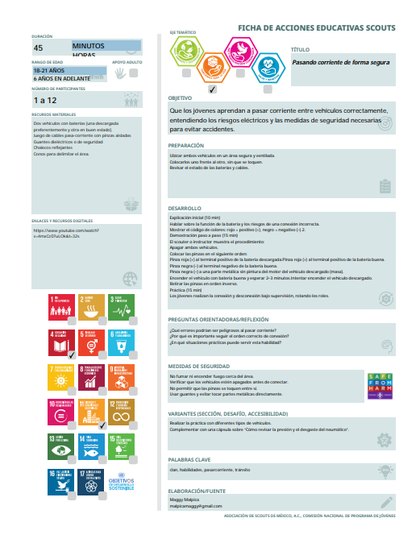 FICHA DE ACCIONES EDUCATIVAS SCOUTS
DURACIÓN
45
MINUTOS
HORAS
RANGO DE EDAD
APOYO ADULTO
18-21 AÑOS
6 AÑOS EN ADELANTE
NÚMERO DE PARTICIPANTES
1 a 12
RECURSOS MATERIALES
Dos vehículos con baterías (una descargada
preferentemente y otra en buen estado).
Juego de cables pasa-corriente con pinzas aisladas
Guantes dieléctricos o de seguridad
Chalecos reflejantes
Conos para delimitar el área.
ENLACES Y RECURSOS DIGITALES
https://www.youtube.com/watch?
EJE TEMÁTICO
TÍTULO
Pasando corriente de forma segura
OBJETIVO
Que los jóvenes aprendan a pasar corriente entre vehículos correctamente,
entendiendo los riesgos eléctricos y las medidas de seguridad necesarias
para evitar accidentes.
PREPARACIÓN
Ubicar ambos vehículos en un área segura y ventilada.
Colocarlos uno frente al otro, sin que se toquen.
Revisar el estado de las baterías y cables.
DESARROLLO
Explicación inicial (10 min)
Hablar sobre la función de la batería y los riesgos de una conexión incorrecta.
Mostrar el código de colores: rojo = positivo (+), negro = negativo (-).2.
Demostración paso a paso (15 min)
El scouter o instructor muestra el procedimiento:
Apagar ambos vehículos.
Colocar las pinzas en el siguiente orden:
Pinza roja (+) al terminal positivo de la batería descargada.Pinza roja (+) al terminal positivo de la batería buena.
Pinza negra (-) al terminal negativo de la batería buena.
Pinza negra (-) a una parte metálica sin pintura del motor del vehículo descargado (masa).
Encender el vehículo con batería buena y esperar 2–3 minutos.Intentar encender el vehículo descargado.
Retirar las pinzas en orden inverso.
Práctica (15 min)
Los jóvenes realizan la conexión y desconexión bajo supervisión, rotando los roles.
PREGUNTAS ORIENTADORAS/REFLEXIÓN
¿Qué errores podrían ser peligrosos al pasar corriente?
¿Por qué es importante seguir el orden correcto de conexión?
¿En qué situaciones prácticas puede servir esta habilidad?
MEDIDAS DE SEGURIDAD
No fumar ni encender fuego cerca del área.
Verificar que los vehículos estén apagados antes de conectar.
No permitir que las pinzas se toquen entre sí.
Usar guantes y evitar tocar partes metálicas directamente.
SAFE
FROM
HARM
VARIANTES (SECCIÓN, DESAFÍO, ACCESIBILIDAD)
Realizar la práctica con diferentes tipos de vehículos.
Complementar con una cápsula sobre "Cómo revisar la presión y el desgaste del neumático".
PALABRAS CLAVE
clan, habilidades, pasarcorriente, tránsito
ELABORACIÓN/FUENTE
Maggy Malpica
malpicamaggy@gmail.com
ASOCIACIÓN DE SCOUTS DE MÉXICO, A.C., COMISIÓN NACIONAL DE PROGRAMA DE JÓVENES